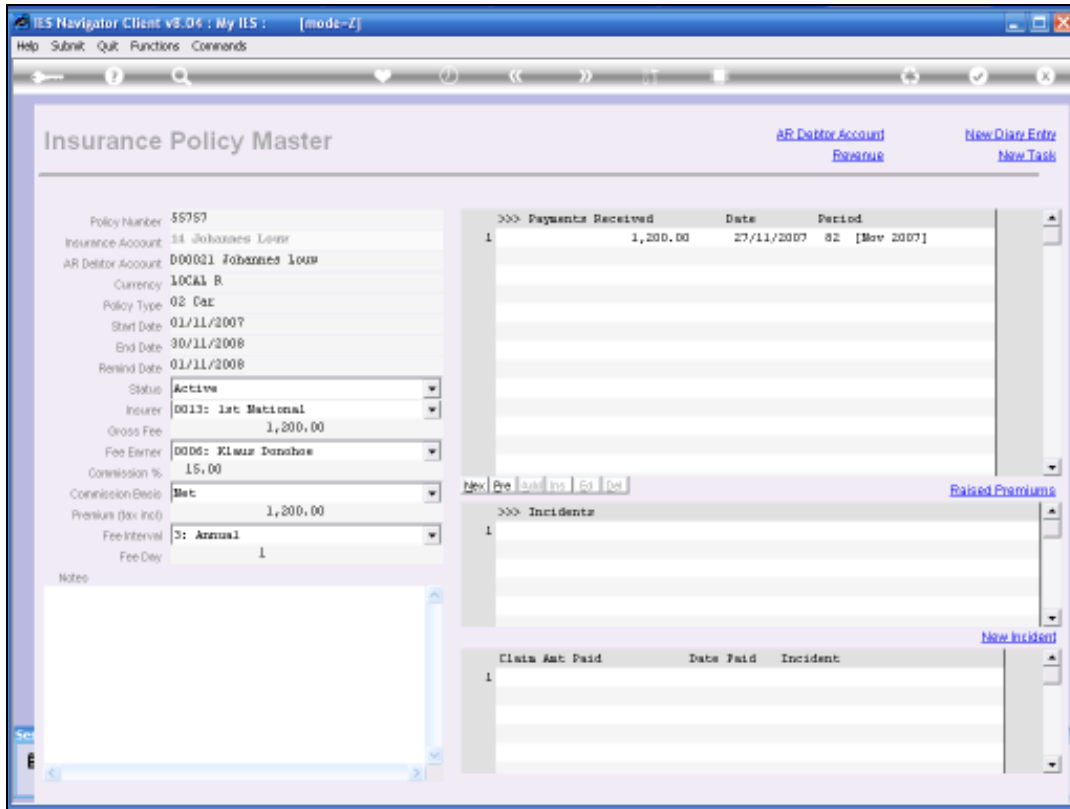 IES Navigator Client v8.04 : My IES : [mode=Z]
Help Submit Quit Functions Commands
Insurance Policy Master
AR Debtor Account
New Diary Entry
Revenue
New Task
Policy Number 55757
Insurance Account 14 Johannes Louw
AR Debtor Account D00021 Johannes Louw
Currency LOCAL R
Policy Type 02 Car
Start Date 01/11/2007
End Date 30/11/2008
Remind Date 01/11/2008
Status Active
Insurer 0013: 1st National
Gross Fee 1,200.00
Fee Earner 0006: Klaus Donohoe
Commission % 15.00
Commission Basis Net
Premium (tax incl) 1,200.00
Fee Interval 3: Annual
Fee Day 1
Notes
>>> Payments Received Date Period
1 1,200.00 27/11/2007 82 [Nov 2007]
Nex Pre Add Ins Ed Del
Raised Premiums
>>> Incidents
1
New Incident
Claim Amt Paid Date Paid Incident
1